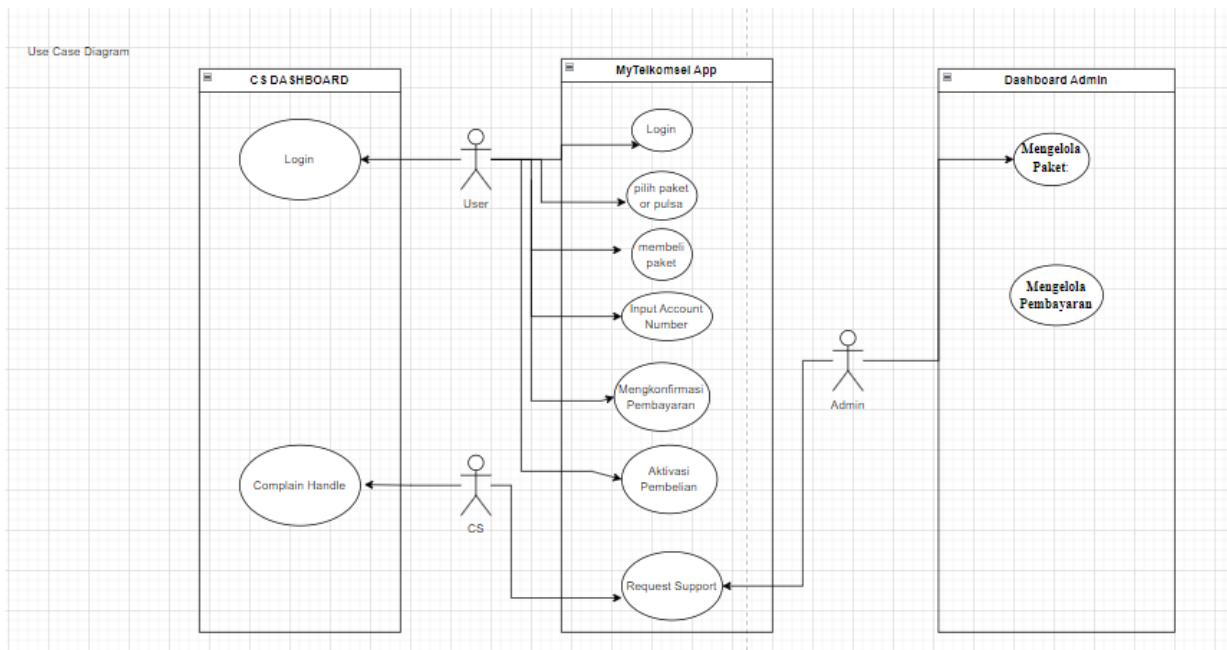 Use Case Diagram
CS DASHBOARD
Login
Complain Handle
User
CS
MyTelkomsel App
Login
pilih paket
or pulsa
membeli
paket
Input Account
Number
Mengkonfirmasi
Pembayaran
Aktivasi
Pembelian
Request Support
Admin
Dashboard Admin
Mengelola
Paket:
Mengelola
Pembayaran